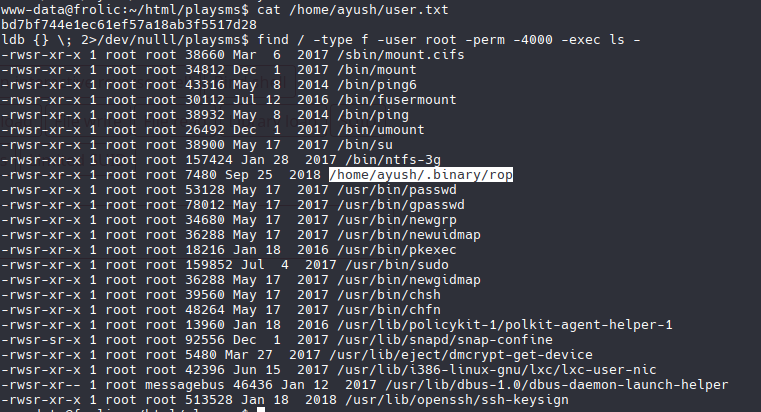 www-data@frolic:~/html/playsms$ cat /home/ayush/user.txt
bd7bf744e1ec61ef57a18ab3f5517d28
ldb {} \; 2>/dev/nulll/playsms$ find / -type f -user root -perm -4000 -exec ls -
-rwsr-xr-x 1 root root 38660 Mar  6  2017 /sbin/mount.cifs
-rwsr-xr-x 1 root root 34812 Dec  1  2017 /bin/mount
-rwsr-xr-x 1 root root 43316 May  8  2014 /bin/ping6
-rwsr-xr-x 1 root root 30112 Jul 12  2016 /bin/fusermount
-rwsr-xr-x 1 root root 38932 May  8  2014 /bin/ping
-rwsr-xr-x 1 root root 26492 Dec  1  2017 /bin/umount
-rwsr-xr-x 1 root root 38900 May 17  2017 /bin/su
-rwsr-xr-x 1 root root 157424 Jan 28  2017 /bin/ntfs-3g
-rwsr-xr-x 1 root root 7480 Sep 25  2018 /home/ayush/.binary/rop
-rwsr-xr-x 1 root root 53128 May 17  2017 /usr/bin/passwd
-rwsr-xr-x 1 root root 78012 May 17  2017 /usr/bin/gpasswd
-rwsr-xr-x 1 root root 34680 May 17  2017 /usr/bin/newgrp
-rwsr-xr-x 1 root root 36288 May 17  2017 /usr/bin/newuidmap
-rwsr-xr-x 1 root root 18216 Jan 18  2016 /usr/bin/pkexec
-rwsr-xr-x 1 root root 159852 Jul  4  2017 /usr/bin/sudo
-rwsr-xr-x 1 root root 36288 May 17  2017 /usr/bin/newgidmap
-rwsr-xr-x 1 root root 39560 May 17  2017 /usr/bin/chsh
-rwsr-xr-x 1 root root 48264 May 17  2017 /usr/bin/chfn
-rwsr-xr-x 1 root root 13960 Jan 18  2016 /usr/lib/policykit-1/polkit-agent-helper-1
-rwsr-sr-x 1 root root 92556 Dec  1  2017 /usr/lib/snapd/snap-confine
-rwsr-xr-x 1 root root 5480 Mar 27  2017 /usr/lib/eject/dmcrypt-get-device
-rwsr-xr-x 1 root root 42396 Jun 15  2017 /usr/lib/i386-linux-gnu/lxc/lxc-user-nic
-rwsr-xr-- 1 root messagebus 46436 Jan 12  2017 /usr/lib/dbus-1.0/dbus-daemon-launch-helper
-rwsr-xr-x 1 root root 513528 Jan 18  2018 /usr/lib/openssh/ssh-keysign